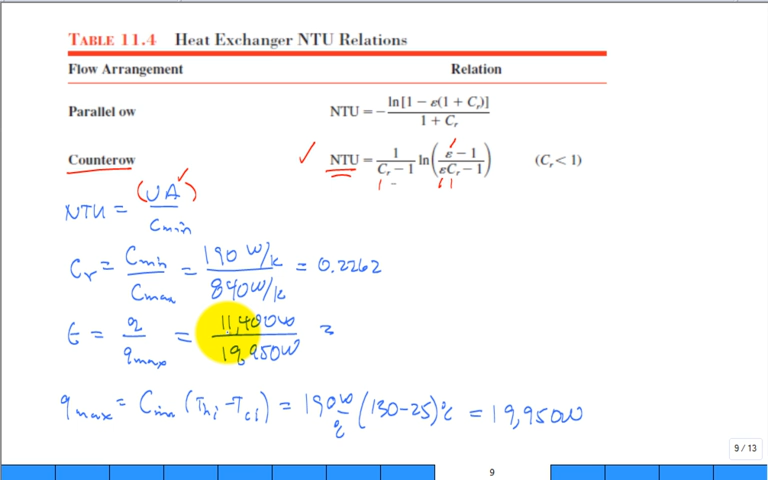 TABLE 11.4 Heat Exchanger NTU Relations
Flow Arrangement Relation
Parallel ow NTU = - ln[1 - ε(1 + Cr)] / 1 + Cr
Counterow NTU = 1 / Cr - 1 ln( ε - 1 / εCr - 1 ) (Cr < 1)
NTU = (UA) / Cmin
Cr = Cmin / Cmax = 190 W/k / 840 W/k = 0.2262
ε = q / qmax = 11,400W / 19,950W =
qmax = Cmin (Thi - Tci) = 190 W/℃ (130-25)℃ = 19,950W
9 / 13
9